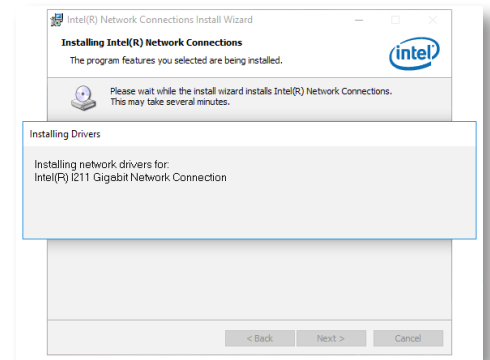 Intel(R) Network Connections Install Wizard
Installing Intel(R) Network Connections
The program features you selected are being installed.
intel
Please wait while the install wizard installs Intel(R) Network Connections.
This may take several minutes.
Installing Drivers
Installing network drivers for:
Intel(R) I211 Gigabit Network Connection
< Back
Next >
Cancel